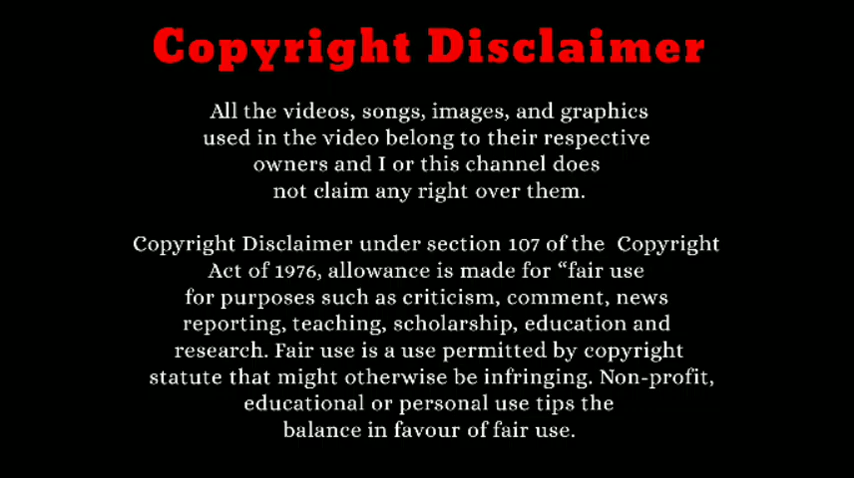 Copyright Disclaimer
All the videos, songs, images, and graphics
used in the video belong to their respective
owners and I or this channel does
not claim any right over them.
Copyright Disclaimer under section 107 of the Copyright
Act of 1976, allowance is made for “fair use
for purposes such as criticism, comment, news
reporting, teaching, scholarship, education and
research. Fair use is a use permitted by copyright
statute that might otherwise be infringing. Non-profit,
educational or personal use tips the
balance in favour of fair use.